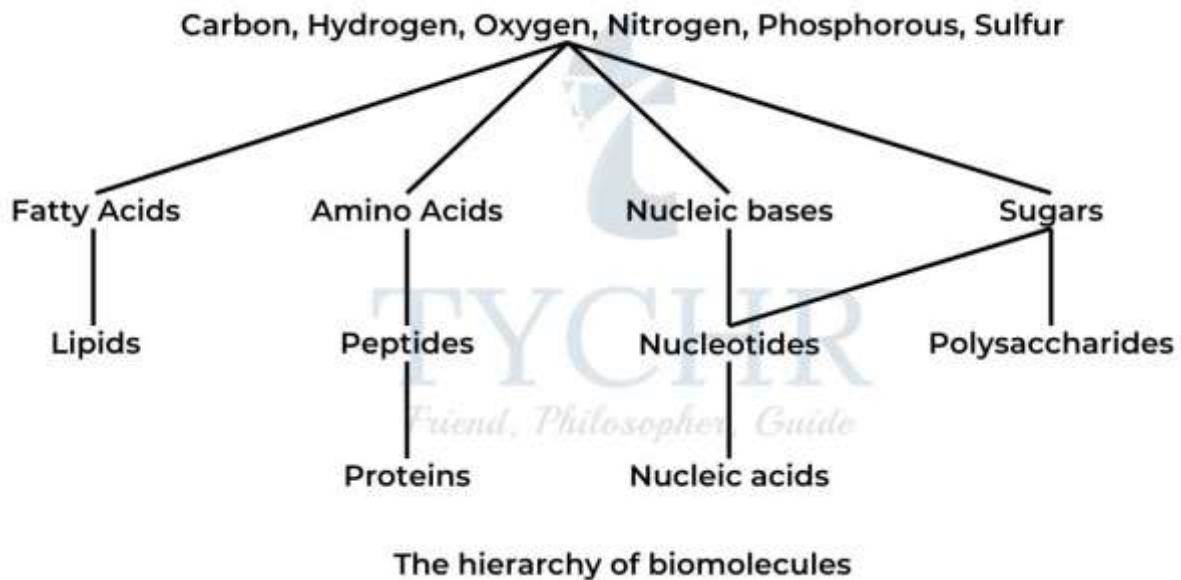 Carbon, Hydrogen, Oxygen, Nitrogen, Phosphorous, Sulfur
Fatty Acids Amino Acids Nucleic bases Sugars
Lipids Peptides Nucleotides Polysaccharides
TYCHR
Friend, Philosopher, Guide
Proteins Nucleic acids
The hierarchy of biomolecules